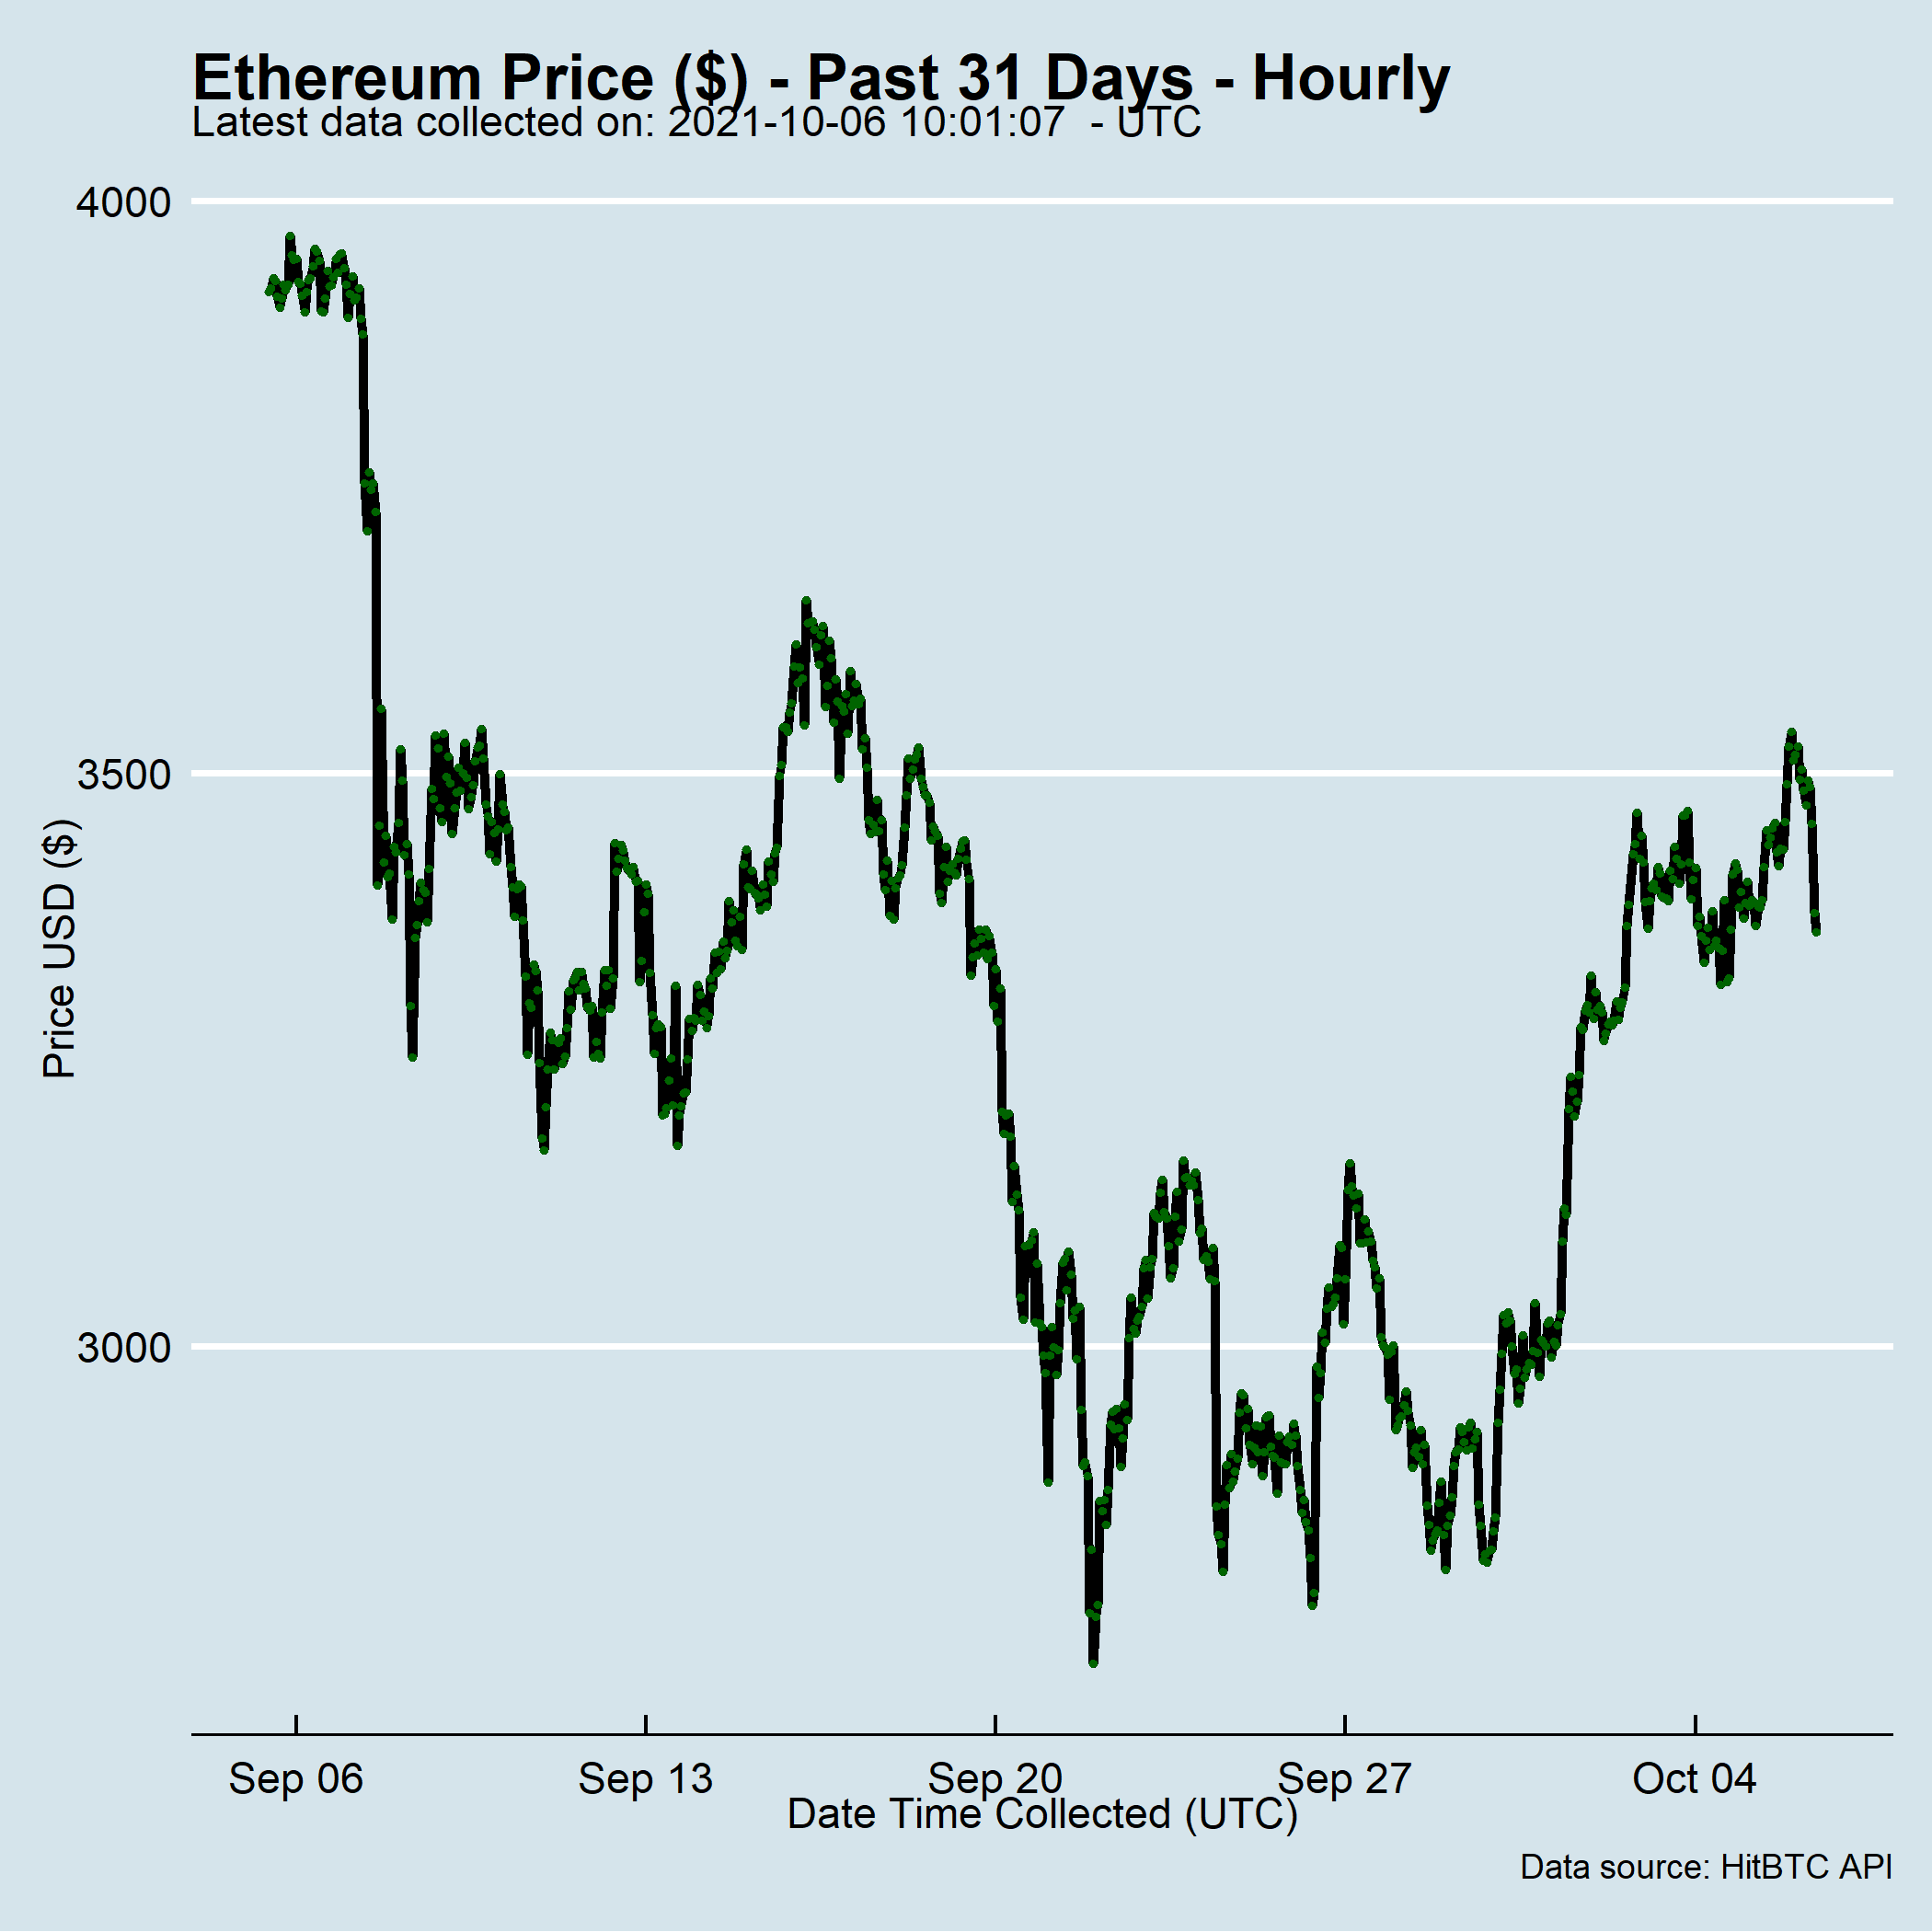 Ethereum Price ($) - Past 31 Days - Hourly
Latest data collected on: 2021-10-06 10:01:07  - UTC
4000
3500
3000
Price USD ($)
Sep 06
Sep 13
Sep 20
Sep 27
Oct 04
Date Time Collected (UTC)
Data source: HitBTC API